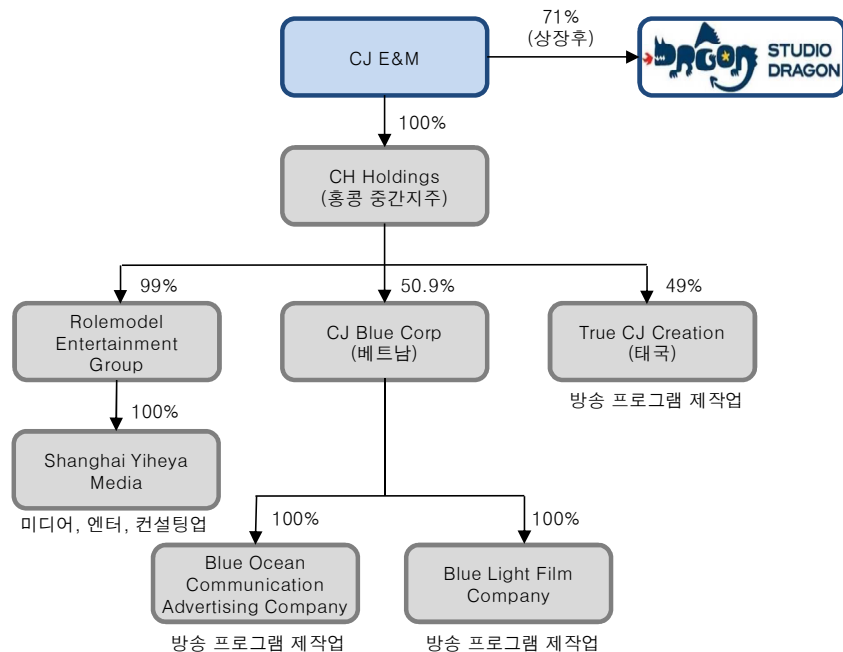 71%
(상장후)
CJ E&M
DRAGON
STUDIO
DRAGON
100%
CH Holdings
(홍콩 중간지주)
99%
50.9%
49%
Rolemodel
Entertainment
Group
CJ Blue Corp
(베트남)
True CJ Creation
(태국)
방송 프로그램 제작업
100%
Shanghai Yiheya
Media
미디어, 엔터, 컨설팅업
100%
100%
Blue Ocean
Communication
Advertising Company
Blue Light Film
Company
방송 프로그램 제작업
방송 프로그램 제작업